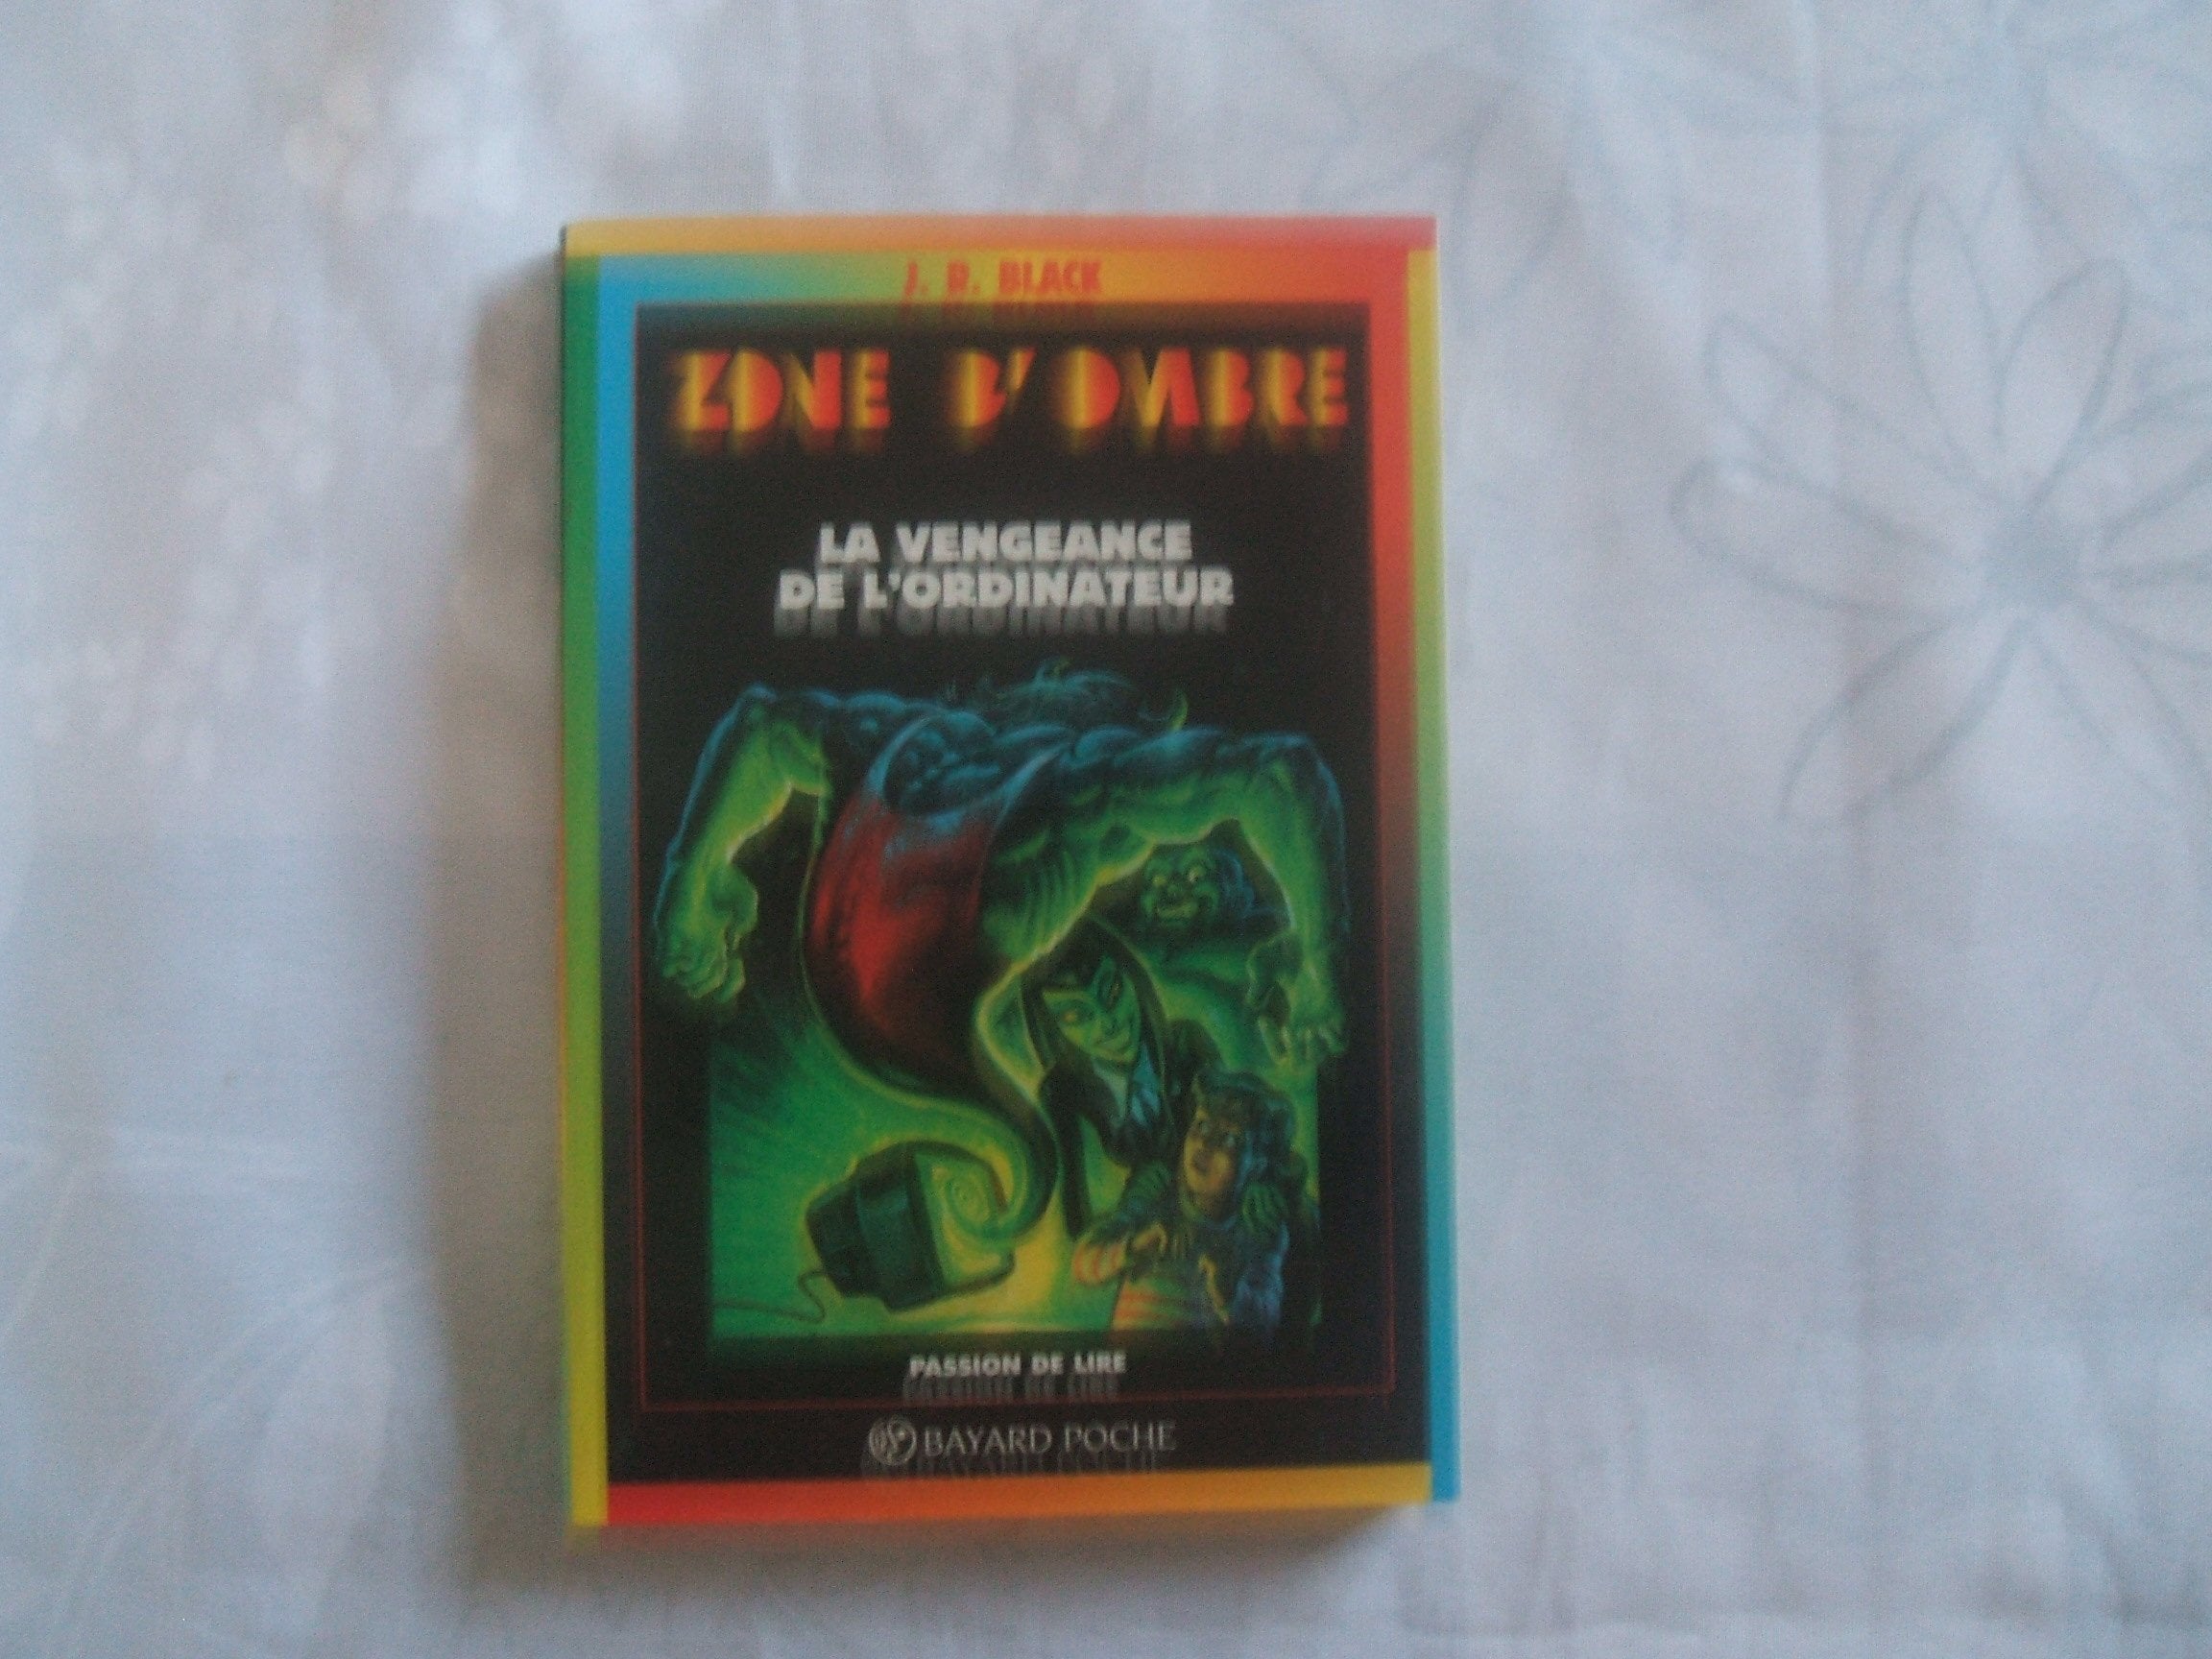 J. R. BLACK
ZONE D'OMBRE
LA VENGEANCE
DE L'ORDINATEUR
PASSION DE LIRE
BAYARD POCHE